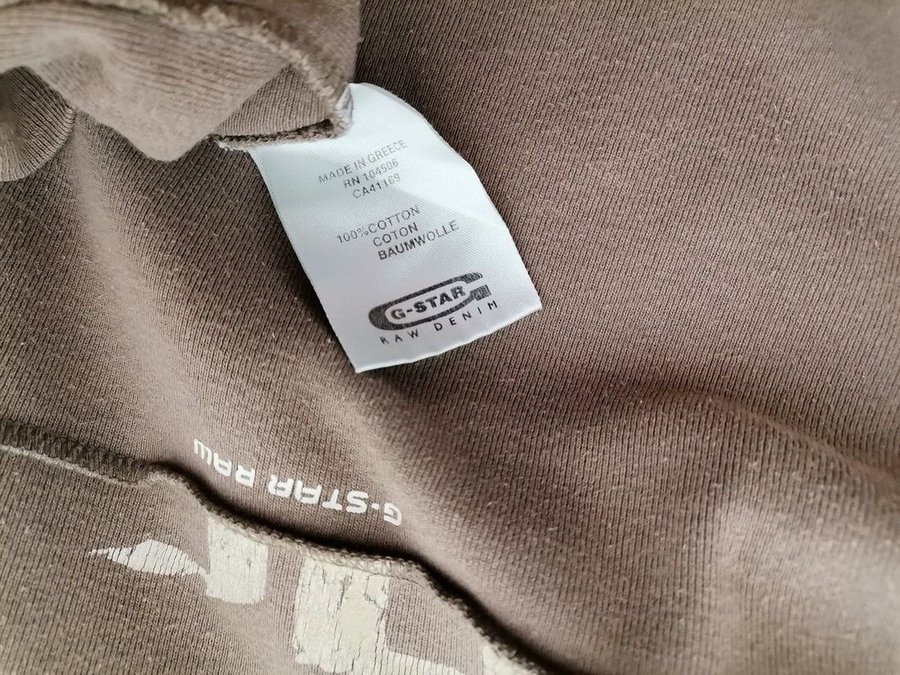 MADE IN GREECE
RN 104506
CA41169
100%COTTON
COTON
BAUMWOLLE
G-STAR
RAW DENIM
G-STAR RAW